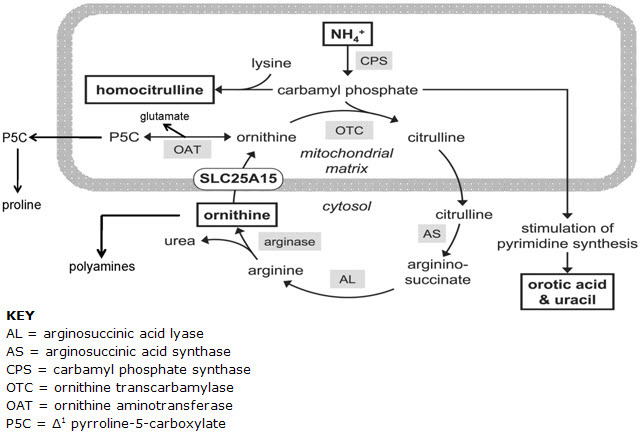 NH₄⁺
CPS
lysine
homocitrulline
carbamyl phosphate
glutamate
P5C
P5C
OAT
ornithine
OTC
citrulline
mitochondrial
matrix
SLC25A15
proline
cytosol
ornithine
citrulline
urea
arginase
AS
stimulation of
pyrimidine synthesis
polyamines
arginine
AL
arginino-
succinate
orotic acid
& uracil
KEY
AL = arginosuccinic acid lyase
AS = arginosuccinic acid synthase
CPS = carbamyl phosphate synthase
OTC = ornithine transcarbamylase
OAT = ornithine aminotransferase
P5C = Δ¹ pyrroline-5-carboxylate